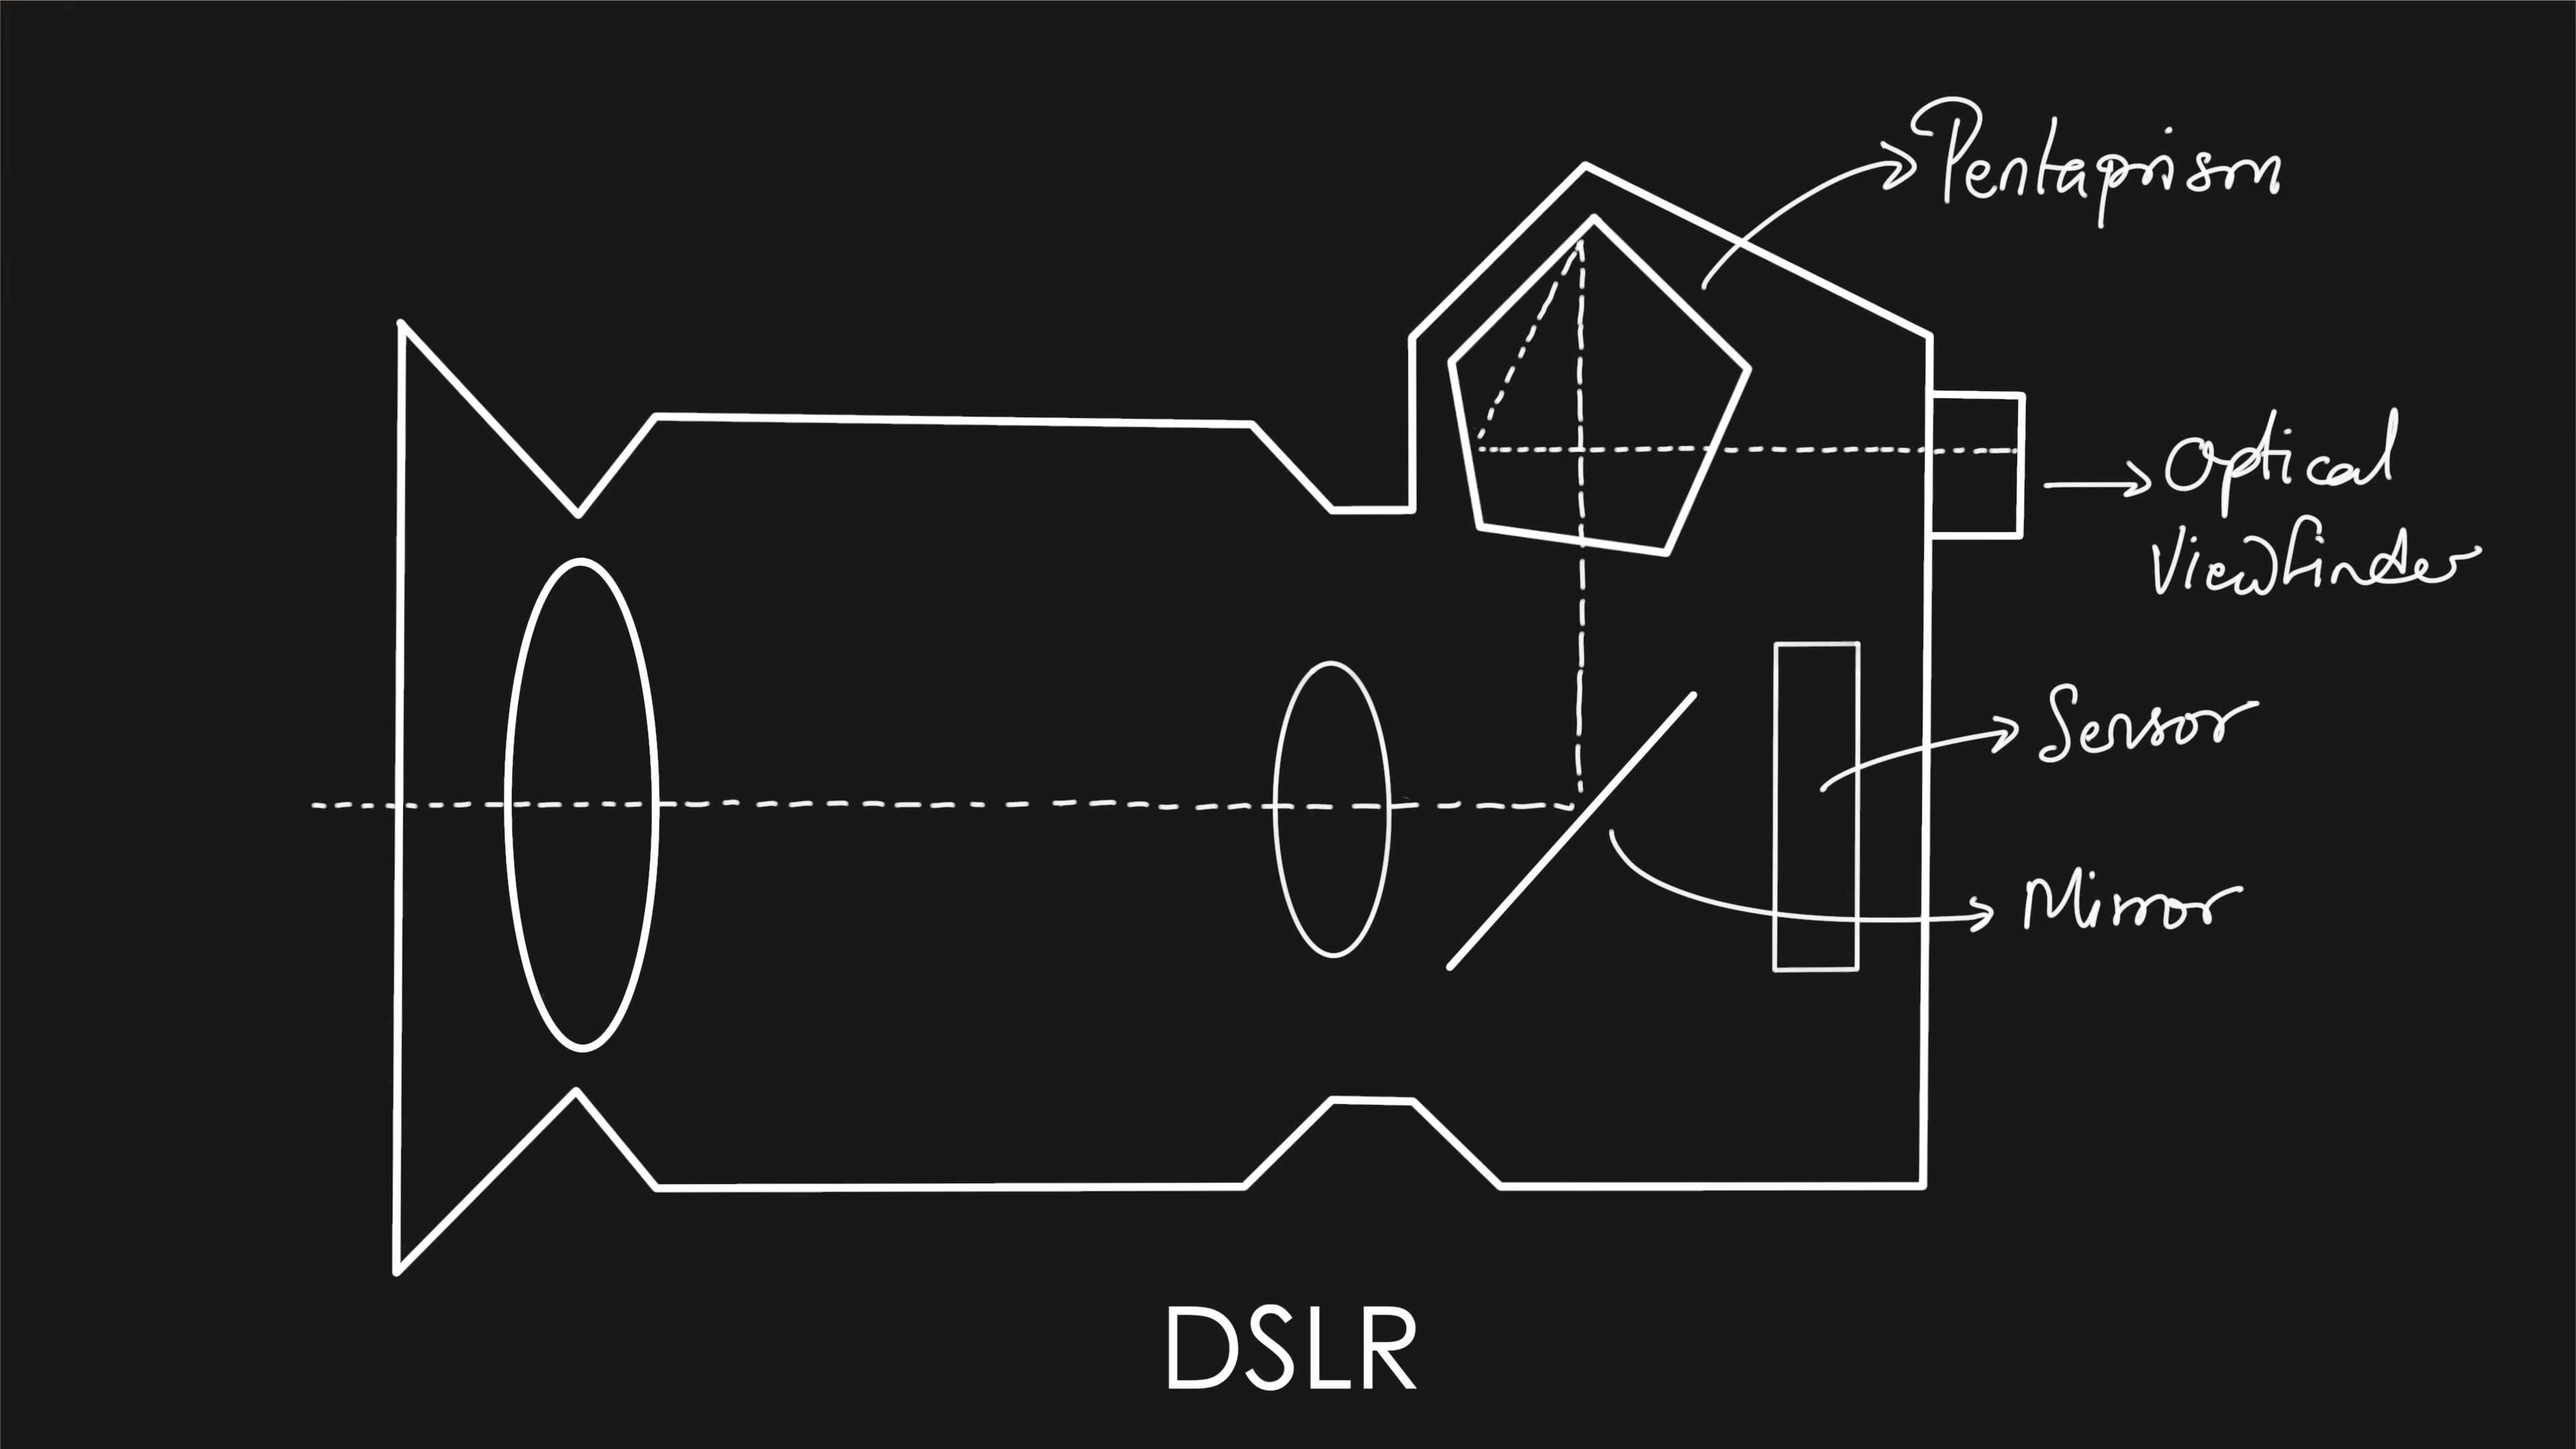 Pentaprism
Optical
Viewfinder
Sensor
Mirror
DSLR